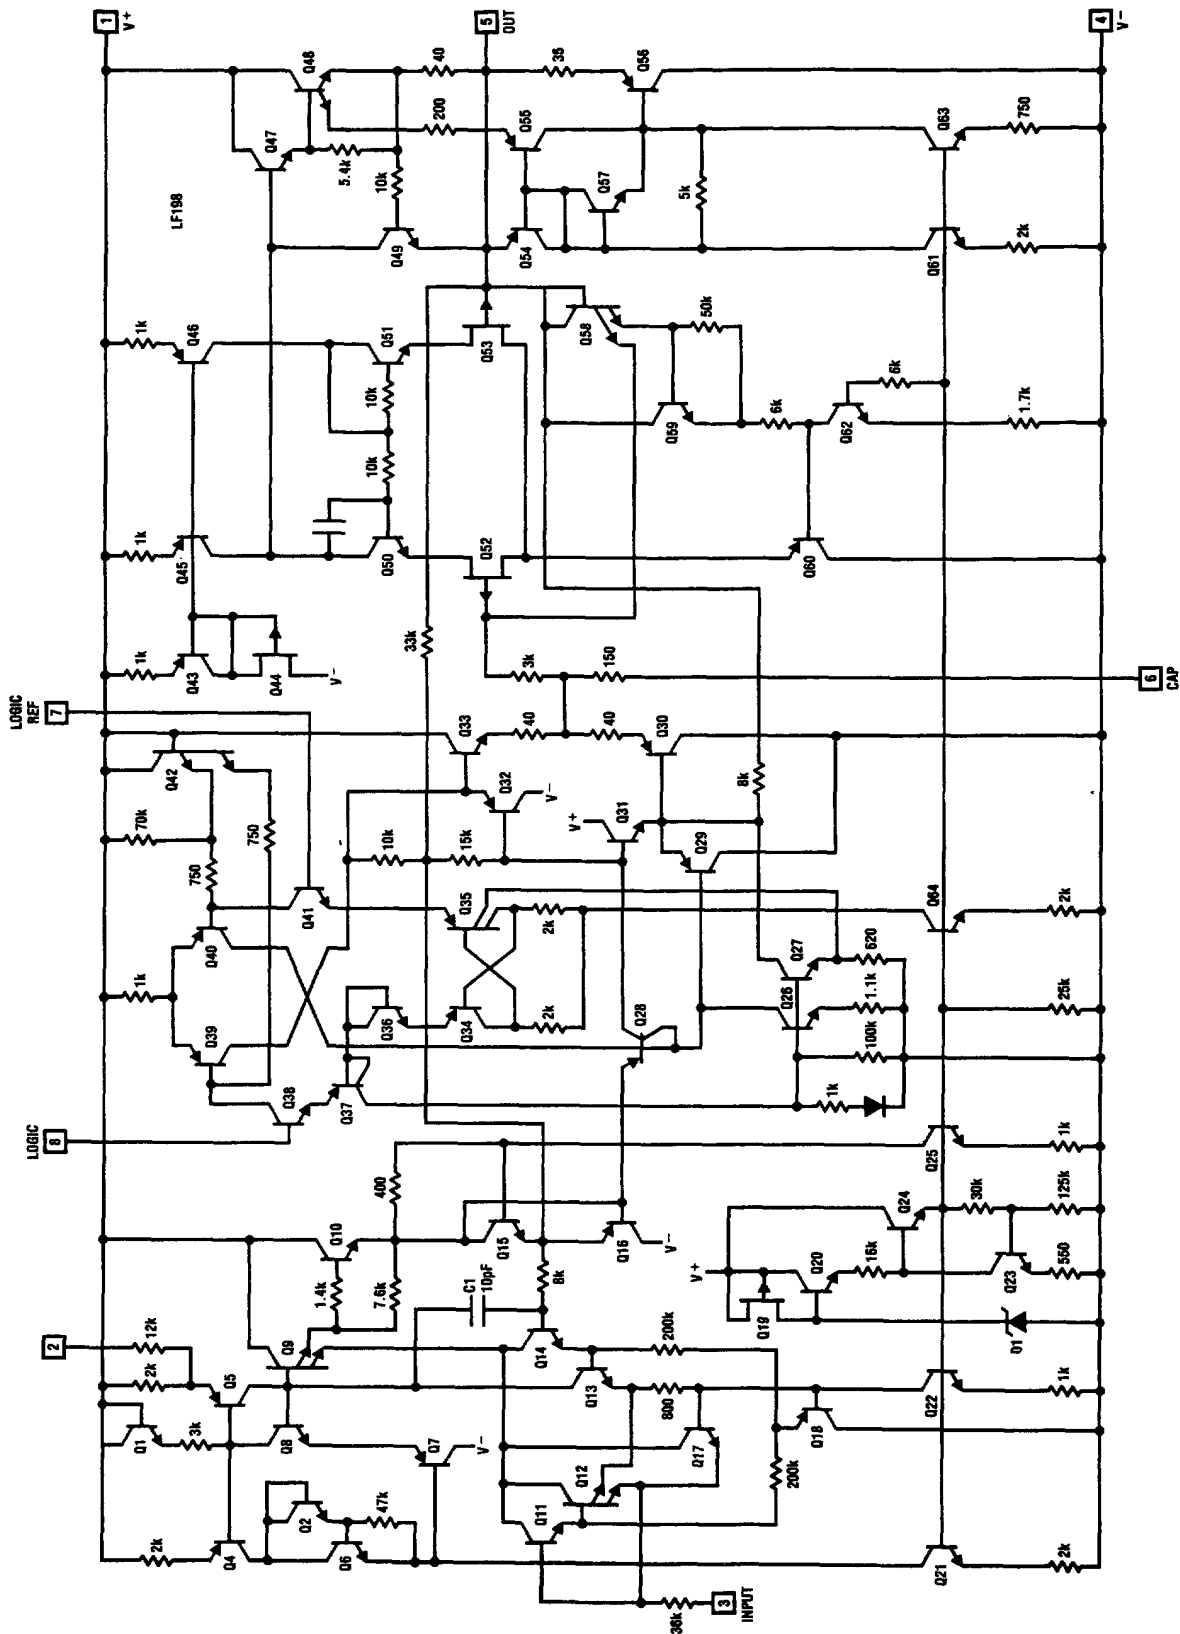 1
V+
5
OUT
4
V-
LF198
Q48
40
35
Q56
Q47
5.4k
200
Q55
Q63
750
10k
Q57
5k
Q49
Q54
Q61
2k
1k
Q46
Q51
Q53
Q58
50k
10k
Q59
6k
Q62
6k
1.7k
10k
1k
Q45
Q50
Q52
Q60
33k
1k
Q43
Q44
V-
3k
150
6
CAP
LOGIC
REF
7
Q33
40
40
Q30
Q42
Q32
V-
8k
70k
750
750
10k
15k
V+
Q31
Q29
Q41
Q35
2k
Q64
2k
Q40
1k
Q27
620
Q39
Q36
Q34
2k
Q28
Q26
1.1k
25k
100k
Q38
Q37
1k
LOGIC
8
400
Q25
1k
Q10
Q15
Q16
V-
Q24
30k
125k
1.4k
7.6k
C1
10pF
8k
V+
Q20
16k
Q23
550
Q19
D1
2
12k
2k
Q5
Q9
Q14
200k
Q13
800
Q22
1k
Q1
3k
Q8
Q7
V-
Q17
Q18
Q12
200k
Q2
47k
Q11
2k
Q4
Q6
Q21
2k
36k
3
INPUT